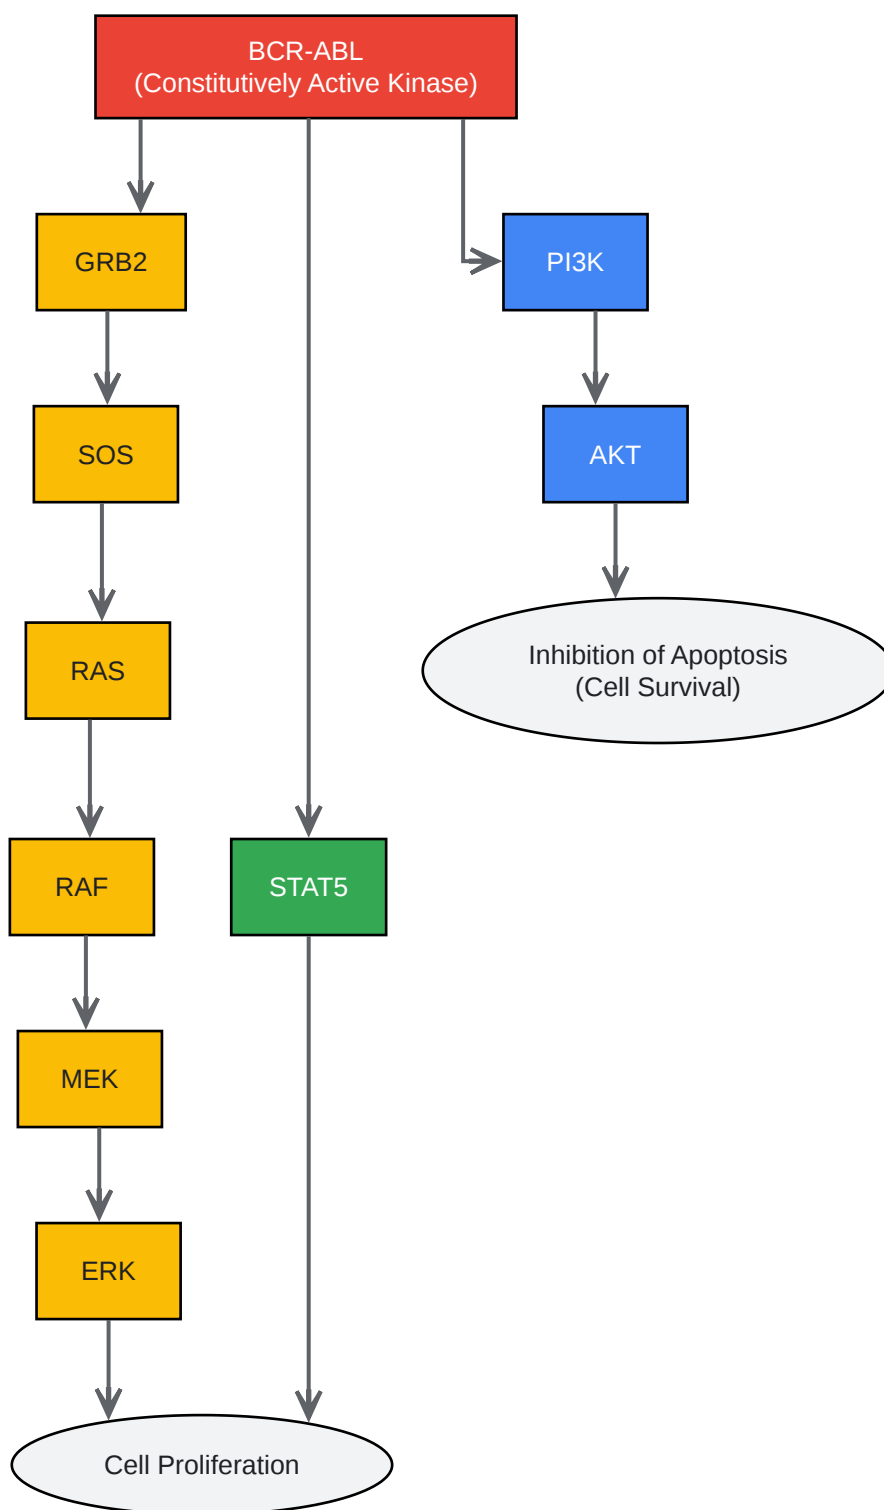 BCR-ABL
(Constitutively Active Kinase)
GRB2
PI3K
SOS
AKT
RAS
Inhibition of Apoptosis
(Cell Survival)
RAF
STAT5
MEK
ERK
Cell Proliferation